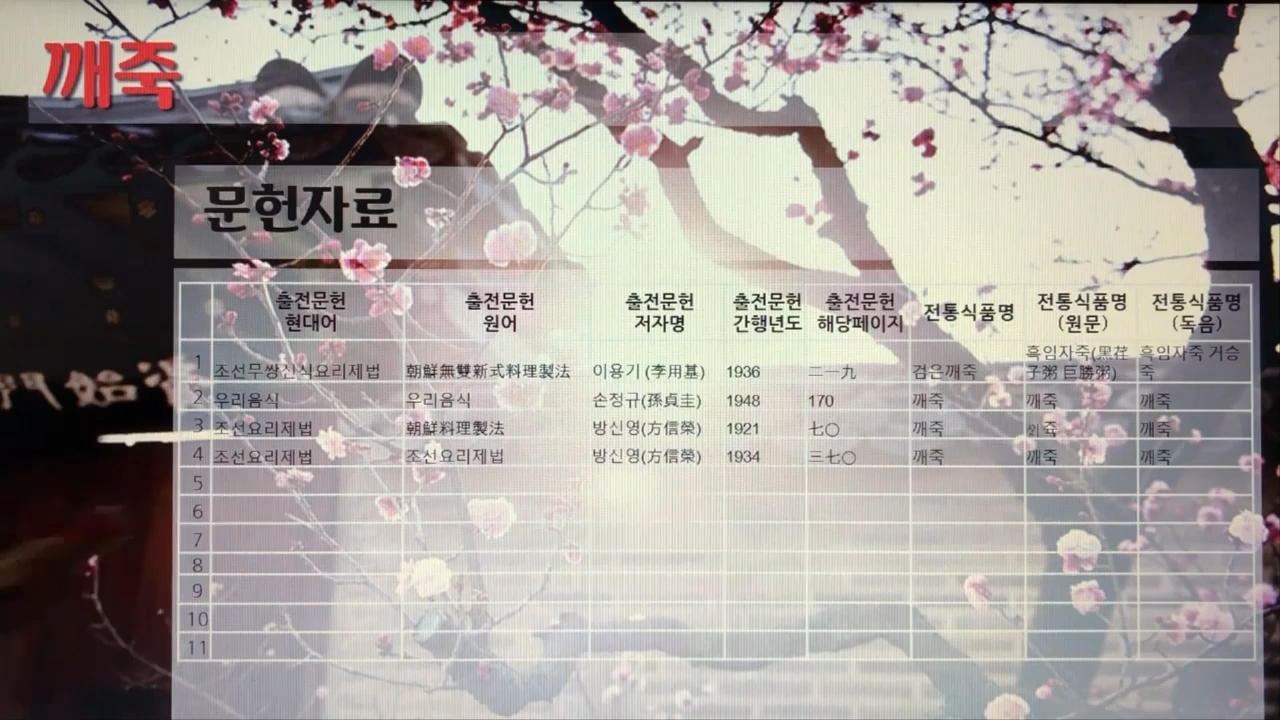 깨죽
문헌자료
출전문헌 현대어 | 출전문헌 원어 | 출전문헌 저자명 | 출전문헌 간행년도 | 출전문헌 해당페이지 | 전통식품명 | 전통식품명 (원문) | 전통식품명 (독음)
1 | 조선무쌍신식요리제법 | 朝鮮無雙新式料理製法 | 이용기 (李用基) | 1936 | 二一九 | 검은깨죽 | 흑임자죽(黑荏子粥 巨勝粥) | 흑임자죽 거승죽
2 | 우리음식 | 우리음식 | 손정규(孫貞圭) | 1948 | 170 | 깨죽 | 깨죽 | 깨죽
3 | 조선요리제법 | 朝鮮料理製法 | 방신영(方信榮) | 1921 | 七〇 | 깨죽 | 깨죽
4 | 조선요리제법 | 조선요리제법 | 방신영(方信榮) | 1934 | 三七〇 | 깨죽 | 깨죽 | 깨죽
5
6
7
8
9
10
11